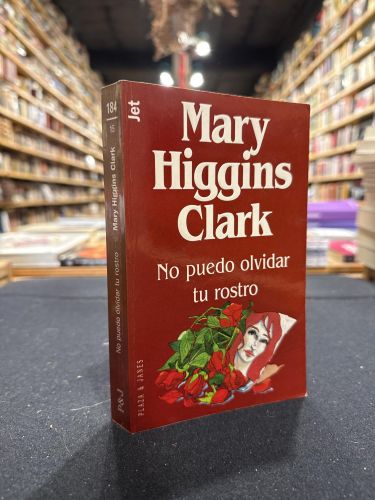 Jet
Mary
Higgins
Clark
No puedo olvidar
tu rostro
PLAZA & JANES
184
Mary Higgins Clark
No puedo olvidar tu rostro
P&J